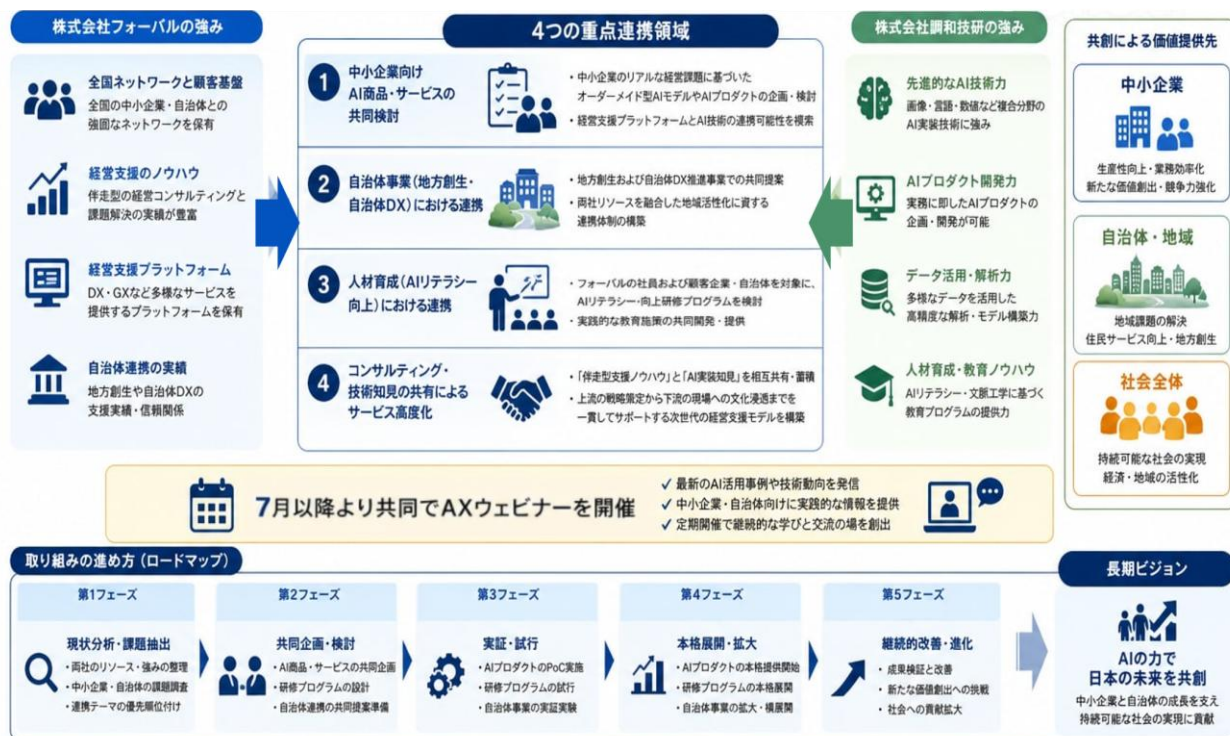 株式会社フォーバルの強み
全国ネットワークと顧客基盤
全国の中小企業・自治体との
強固なネットワークを保有
経営支援のノウハウ
伴走型の経営コンサルティングと
課題解決の実績が豊富
経営支援プラットフォーム
DX・GXなど多様なサービスを
提供するプラットフォームを保有
自治体連携の実績
地方創生や自治体DXの
支援実績・信頼関係
4つの重点連携領域
1
中小企業向け
AI商品・サービスの
共同検討
・中小企業のリアルな経営課題に基づいた
オーダーメイド型AIモデルやAIプロダクトの企画・検討
・経営支援プラットフォームとAI技術の連携可能性を模索
2
自治体事業(地方創生・
自治体DX)における連携
・地方創生および自治体DX推進事業での共同提案
・両社リソースを融合した地域活性化に資する
連携体制の構築
3
人材育成(AIリテラシー
向上)における連携
・フォーバルの社員および顧客企業・自治体を対象に、
AIリテラシー・向上研修プログラムを検討
・実践的な教育施策の共同開発・提供
4
コンサルティング・
技術知見の共有による
サービス高度化
・「伴走型支援ノウハウ」と「AI実装知見」を相互共有・蓄積
・上流の戦略策定から下流の現場への文化浸透までを
一貫してサポートする次世代の経営支援モデルを構築
株式会社調和技研の強み
先進的なAI技術力
画像・言語・数値など複合分野の
AI実装技術に強み
AIプロダクト開発力
実務に即したAIプロダクトの
企画・開発が可能
データ活用・解析力
多様なデータを活用した
高精度な解析・モデル構築力
人材育成・教育ノウハウ
AIリテラシー・文脈工学に基づく
教育プログラムの提供力
共創による価値提供先
中小企業
生産性向上・業務効率化
新たな価値創出・競争力強化
自治体・地域
地域課題の解決
住民サービス向上・地方創生
社会全体
持続可能な社会の実現
経済・地域の活性化
7月以降より共同でAXウェビナーを開催
✓ 最新のAI活用事例や技術動向を発信
✓ 中小企業・自治体向けに実践的な情報を提供
✓ 定期開催で継続的な学びと交流の場を創出
取り組みの進め方(ロードマップ)
第1フェーズ
現状分析・課題抽出
・両社のリソース・強みの整理
・中小企業・自治体の課題調査
・連携テーマの優先順位付け
第2フェーズ
共同企画・検討
・AI商品・サービスの共同企画
・研修プログラムの設計
・自治体連携の共同提案準備
第3フェーズ
実証・試行
・AIプロダクトのPoC実施
・研修プログラムの試行
・自治体事業の実証実験
第4フェーズ
本格展開・拡大
・AIプロダクトの本格提供開始
・研修プログラムの本格展開
・自治体事業の拡大・横展開
第5フェーズ
継続的改善・進化
・成果検証と改善
・新たな価値創出への挑戦
・社会への貢献拡大
長期ビジョン
AIの力で
日本の未来を共創
中小企業と自治体の成長を支え
持続可能な社会の実現に貢献